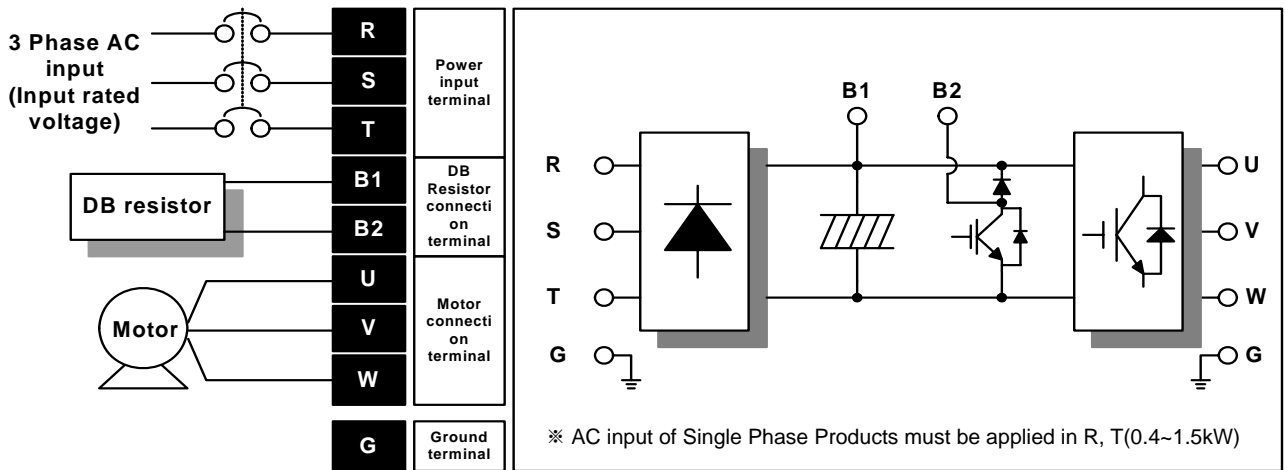 3 Phase AC
input
(Input rated
voltage)
R
S
T
Power
input
terminal
DB resistor
B1
B2
DB
Resistor
connecti
on
terminal
Motor
U
V
W
Motor
connecti
on
terminal
G
Ground
terminal
B1 B2
R
S
T
G
U
V
W
G
※ AC input of Single Phase Products must be applied in R, T(0.4~1.5kW)